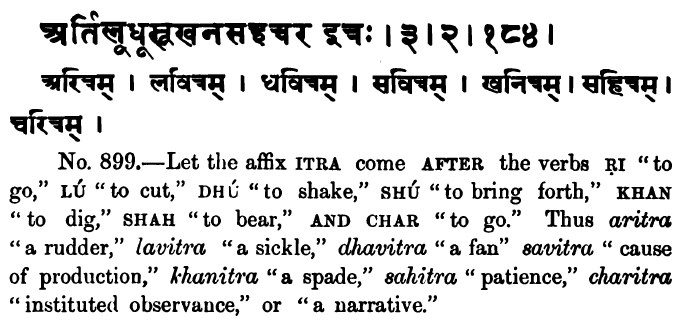 अर्तिलूधूसूखनसहचर इत्रः । ३ । २ । १८४ ।
अरित्रम् । लवित्रम् । धवित्रम् । सवित्रम् । खनित्रम् । सहित्रम् ।
चरित्रम् ।
No. 899.—Let the affix ITRA come AFTER the verbs ṚI “to
go,” LÚ “to cut,” DHÚ “to shake,” SHÚ “to bring forth,” KHAN
“to dig,” SHAH “to bear,” AND CHAR “to go.” Thus aritra
“a rudder,” lavitra “a sickle,” dhavitra “a fan” savitra “cause
of production,” khanitra “a spade,” sahitra “patience,” charitra
“instituted observance,” or “a narrative.”